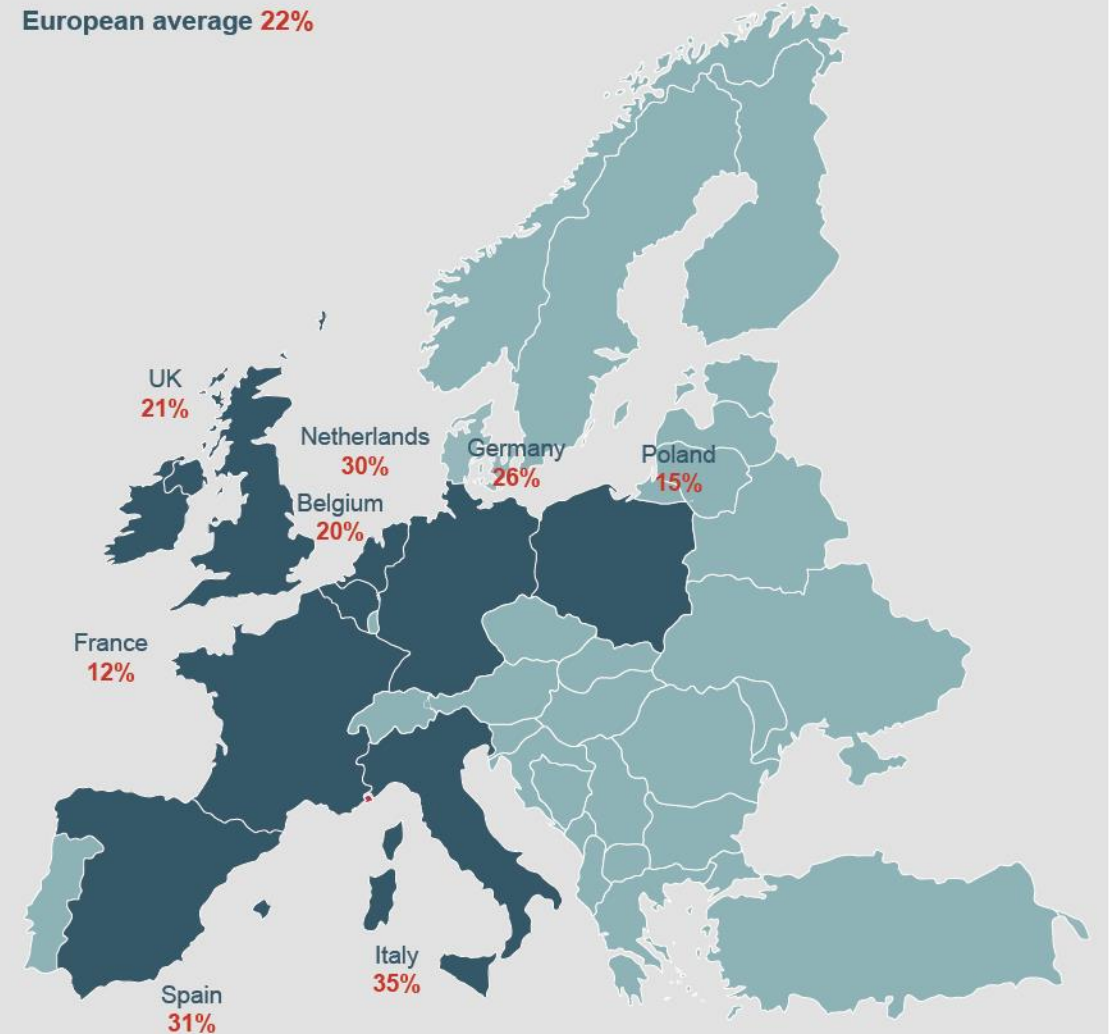 European average 22%
UK
21%
Netherlands
30%
Germany
26%
Poland
15%
Belgium
20%
France
12%
Italy
35%
Spain
31%